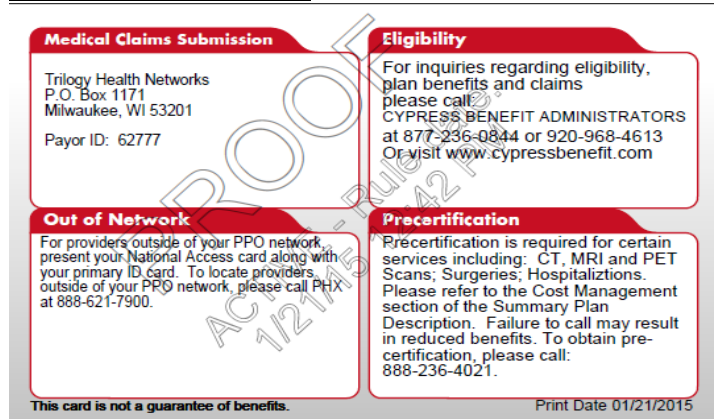 Medical Claims Submission
Trilogy Health Networks
P.O. Box 1171
Milwaukee, WI 53201
Payor ID:  62777
Eligibility
For inquiries regarding eligibility,
plan benefits and claims
please call:
CYPRESS BENEFIT ADMINISTRATORS
at 877-236-0844 or 920-968-4613
Or visit www.cypressbenefit.com
Out of Network
For providers outside of your PPO network,
present your National Access card along with
your primary ID card.  To locate providers
outside of your PPO network, please call PHX
at 888-621-7900.
Precertification
Precertification is required for certain
services including:  CT, MRI and PET
Scans; Surgeries; Hospitaliztions.
Please refer to the Cost Management
section of the Summary Plan
Description.  Failure to call may result
in reduced benefits. To obtain pre-
certification, please call:
888-236-4021.
This card is not a guarantee of benefits.
Print Date 01/21/2015
PROOF
ACTIVE - Rule date:
1/21/15 12:42 PM